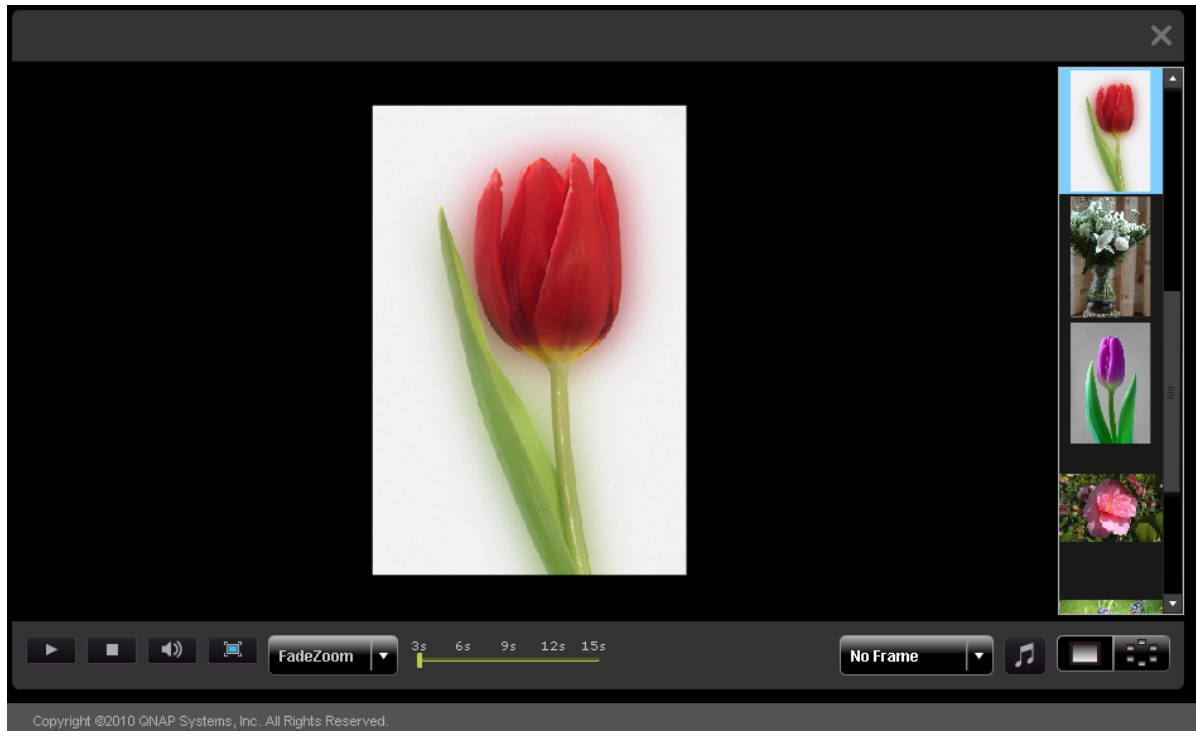 FadeZoom
3s 6s 9s 12s 15s
No Frame
Copyright ©2010 QNAP Systems, Inc. All Rights Reserved.